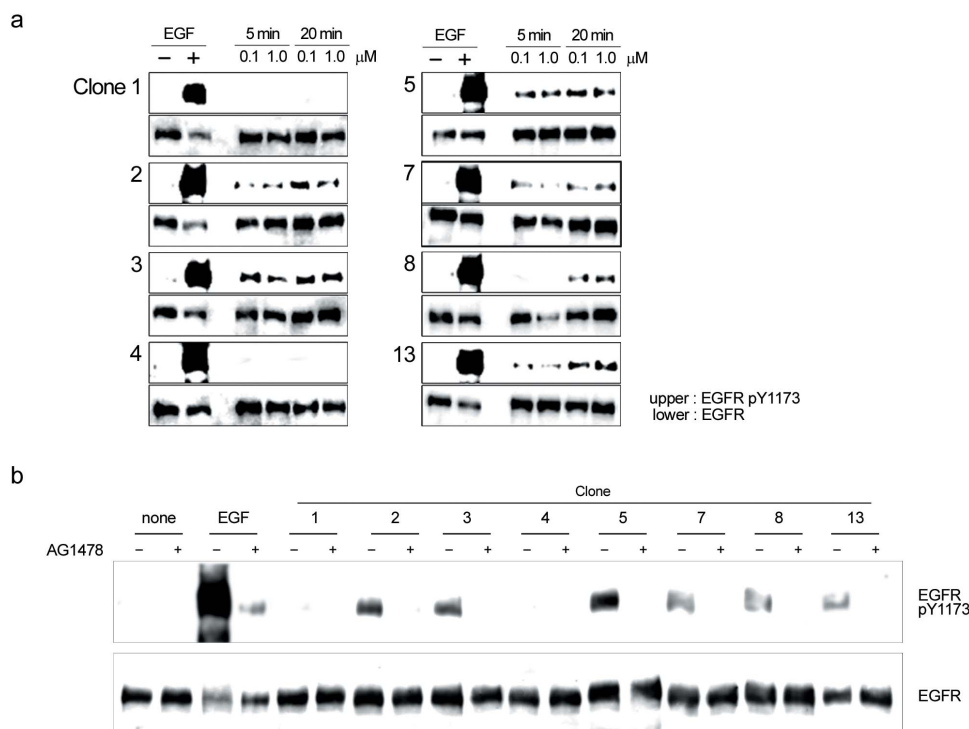 a
EGF 5 min 20 min
− + 0.1 1.0 0.1 1.0 μM
Clone 1
2
3
4
EGF 5 min 20 min
− + 0.1 1.0 0.1 1.0 μM
5
7
8
13
upper : EGFR pY1173
lower : EGFR
b
Clone
none EGF 1 2 3 4 5 7 8 13
AG1478 − + − + − + − + − + − + − + − + − + − +
EGFR
pY1173
EGFR